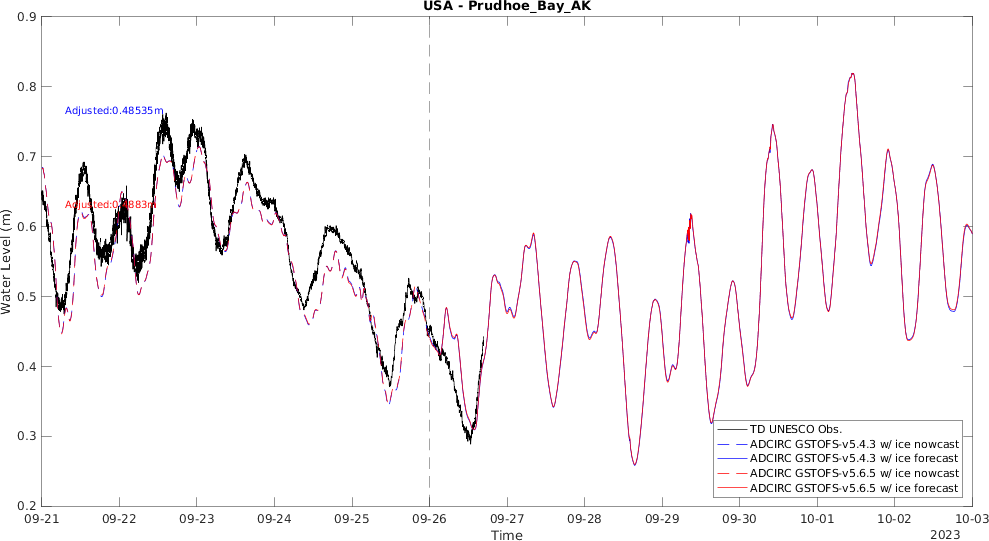 USA - Prudhoe_Bay_AK
0.9
0.8
0.7
0.6
0.5
0.4
0.3
0.2
Water Level (m)
Adjusted:0.48535m
TD UNESCO Obs.
ADCIRC GSTOFS-v5.4.3 w/ ice nowcast
ADCIRC GSTOFS-v5.4.3 w/ ice forecast
ADCIRC GSTOFS-v5.6.5 w/ ice nowcast
ADCIRC GSTOFS-v5.6.5 w/ ice forecast
09-21 09-22 09-23 09-24 09-25 09-26 09-27 09-28 09-29 09-30 10-01 10-02 10-03
Time
2023